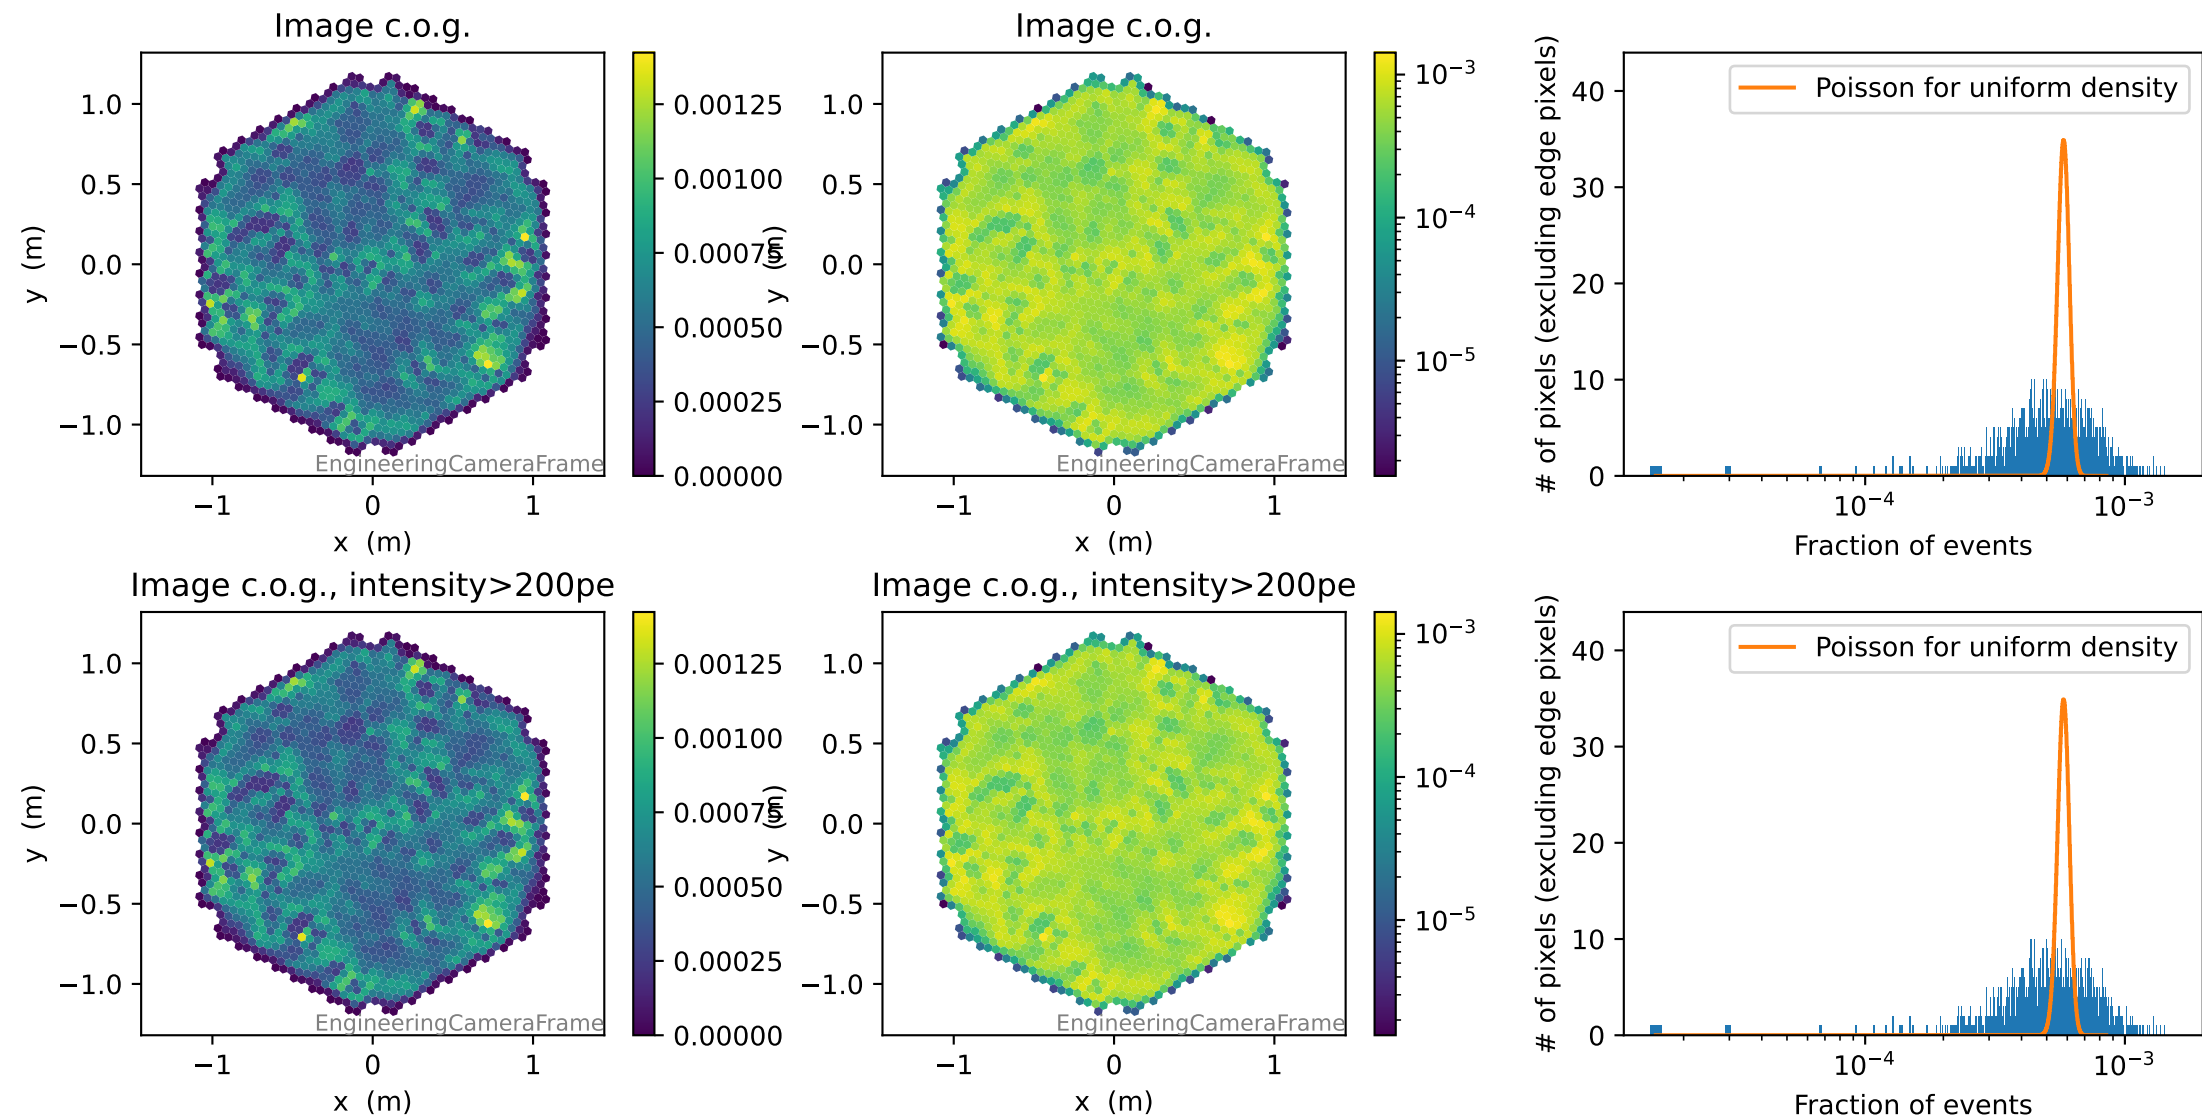 Image c.o.g.
1.0
0.5
0.0
−0.5
−1.0
y (m)
−1
0
1
x (m)
EngineeringCameraFrame
0.00125
0.00100
0.00075
0.00050
0.00025
0.00000
Image c.o.g.
1.0
0.5
0.0
−0.5
−1.0
y (m)
−1
0
1
x (m)
EngineeringCameraFrame
10⁻³
10⁻⁴
10⁻⁵
Poisson for uniform density
40
30
20
10
0
# of pixels (excluding edge pixels)
10⁻⁴
10⁻³
Fraction of events
Image c.o.g., intensity>200pe
1.0
0.5
0.0
−0.5
−1.0
y (m)
−1
0
1
x (m)
EngineeringCameraFrame
0.00125
0.00100
0.00075
0.00050
0.00025
0.00000
Image c.o.g., intensity>200pe
1.0
0.5
0.0
−0.5
−1.0
y (m)
−1
0
1
x (m)
EngineeringCameraFrame
10⁻³
10⁻⁴
10⁻⁵
Poisson for uniform density
40
30
20
10
0
# of pixels (excluding edge pixels)
10⁻⁴
10⁻³
Fraction of events